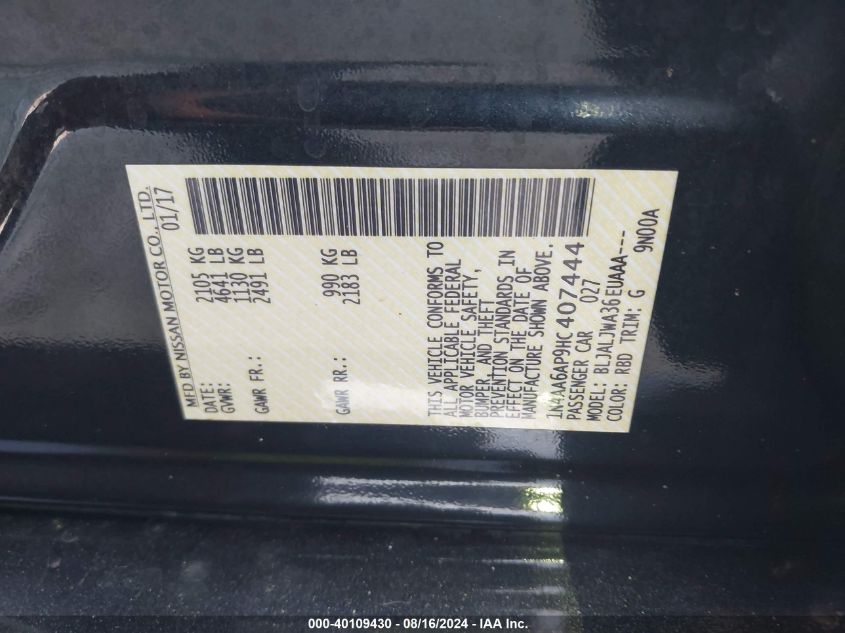 MFD BY NISSAN MOTOR CO., LTD.
DATE: 01/17
GVWR: 2105 KG
4641 LB
GAWR FR.: 1130 KG
2491 LB
GAWR RR.: 990 KG
2183 LB
THIS VEHICLE CONFORMS TO
ALL APPLICABLE FEDERAL
MOTOR VEHICLE SAFETY,
BUMPER, AND THEFT
PREVENTION STANDARDS IN
EFFECT ON THE DATE OF
MANUFACTURE SHOWN ABOVE.
1N4AA6AP9HC407444
PASSENGER CAR 027
MODEL: BLJALJWA36EUAAA---
COLOR: RBD TRIM: G 9N00A
000-40109430 - 08/16/2024 - IAA Inc.